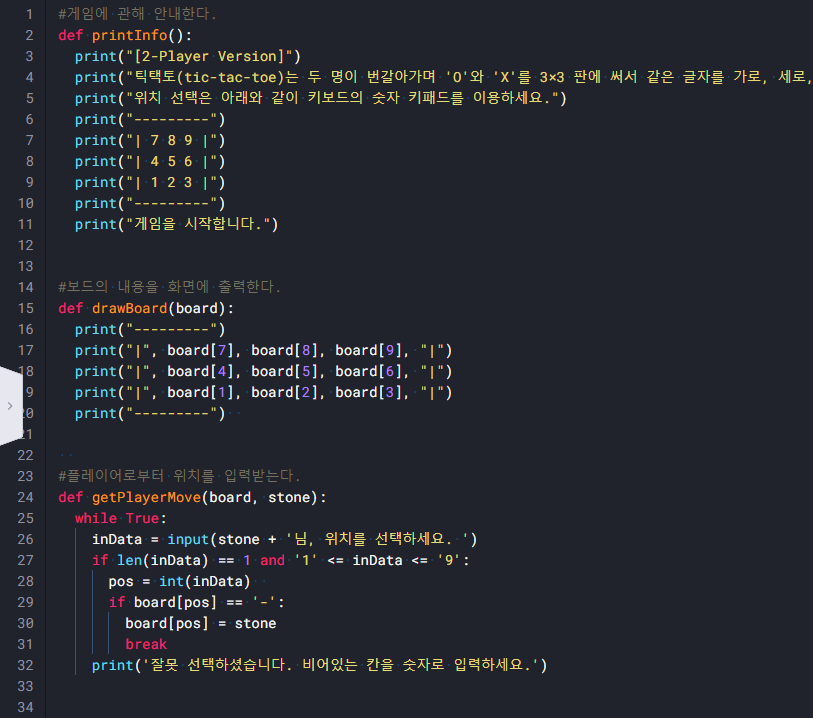 1 #게임에 관해 안내한다.
2 def printInfo():
3   print("[2-Player Version]")
4   print("틱택토(tic-tac-toe)는 두 명이 번갈아가며 'O'와 'X'를 3×3 판에 써서 같은 글자를 가로, 세로,
5   print("위치 선택은 아래와 같이 키보드의 숫자 키패드를 이용하세요.")
6   print("---------")
7   print("| 7 8 9 |")
8   print("| 4 5 6 |")
9   print("| 1 2 3 |")
10   print("---------")
11   print("게임을 시작합니다.")
12
13
14 #보드의 내용을 화면에 출력한다.
15 def drawBoard(board):
16   print("---------")
17   print("|", board[7], board[8], board[9], "|")
18   print("|", board[4], board[5], board[6], "|")
9   print("|", board[1], board[2], board[3], "|")
20   print("---------")
21
22
23 #플레이어로부터 위치를 입력받는다.
24 def getPlayerMove(board, stone):
25   while True:
26     inData = input(stone + '님, 위치를 선택하세요. ')
27     if len(inData) == 1 and '1' <= inData <= '9':
28       pos = int(inData)
29       if board[pos] == '-':
30         board[pos] = stone
31         break
32     print('잘못 선택하셨습니다. 비어있는 칸을 숫자로 입력하세요.')
33
34